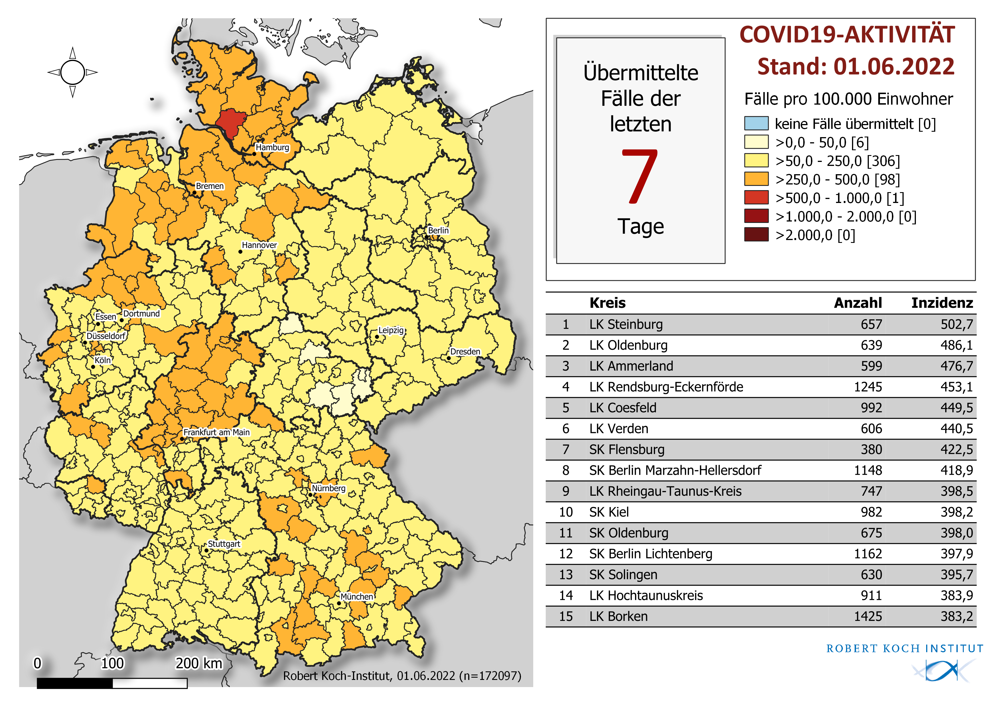 COVID19-AKTIVITÄT
Stand: 01.06.2022
Übermittelte
Fälle der
letzten
7
Tage
Fälle pro 100.000 Einwohner
keine Fälle übermittelt [0]
>0,0 - 50,0 [6]
>50,0 - 250,0 [306]
>250,0 - 500,0 [98]
>500,0 - 1.000,0 [1]
>1.000,0 - 2.000,0 [0]
>2.000,0 [0]
Hamburg
Bremen
Berlin
Hannover
Essen
Dortmund
Düsseldorf
Leipzig
Köln
Dresden
Frankfurt am Main
Nürnberg
Stuttgart
München
0 100 200 km
Robert Koch-Institut, 01.06.2022 (n=172097)
Kreis Anzahl Inzidenz
1 LK Steinburg 657 502,7
2 LK Oldenburg 639 486,1
3 LK Ammerland 599 476,7
4 LK Rendsburg-Eckernförde 1245 453,1
5 LK Coesfeld 992 449,5
6 LK Verden 606 440,5
7 SK Flensburg 380 422,5
8 SK Berlin Marzahn-Hellersdorf 1148 418,9
9 LK Rheingau-Taunus-Kreis 747 398,5
10 SK Kiel 982 398,2
11 SK Oldenburg 675 398,0
12 SK Berlin Lichtenberg 1162 397,9
13 SK Solingen 630 395,7
14 LK Hochtaunuskreis 911 383,9
15 LK Borken 1425 383,2
ROBERT KOCH INSTITUT